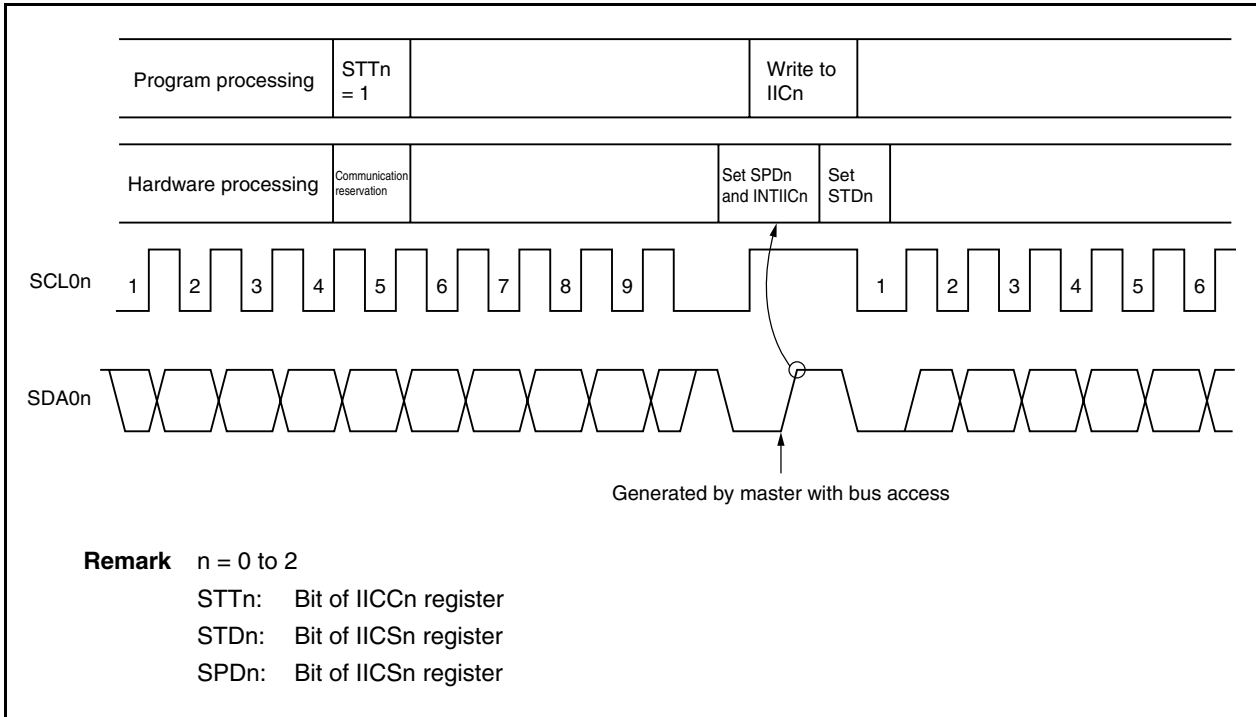 Program processing
STTn
= 1
Write to
IICn
Hardware processing
Communication
reservation
Set SPDn
and INTIICn
Set
STDn
SCL0n
1 2 3 4 5 6 7 8 9 1 2 3 4 5 6
SDA0n
Generated by master with bus access
Remark n = 0 to 2
STTn: Bit of IICCn register
STDn: Bit of IICSn register
SPDn: Bit of IICSn register